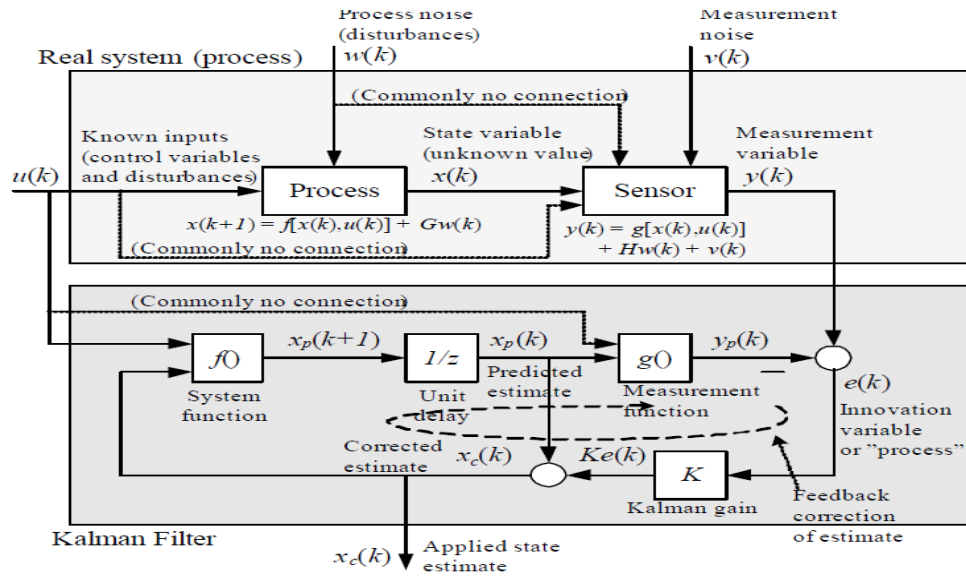 Process noise
(disturbances)
w(k)
Measurement
noise
v(k)
Real system (process)
(Commonly no connection)
Known inputs
(control variables
and disturbances)
u(k)
Process
State variable
(unknown value)
x(k)
Sensor
Measurement
variable
y(k)
x(k+1) = f[x(k),u(k)] + Gw(k)
y(k) = g[x(k),u(k)]
+ Hw(k) + v(k)
(Commonly no connection)
(Commonly no connection)
f()
System
function
xp(k+1)
1/z
Unit
delay
xp(k)
Predicted
estimate
g()
Measurement
function
yp(k)
e(k)
Innovation
variable
or "process"
Corrected
estimate
xc(k)
Ke(k)
K
Kalman gain
Feedback
correction
of estimate
Kalman Filter
xc(k)
Applied state
estimate